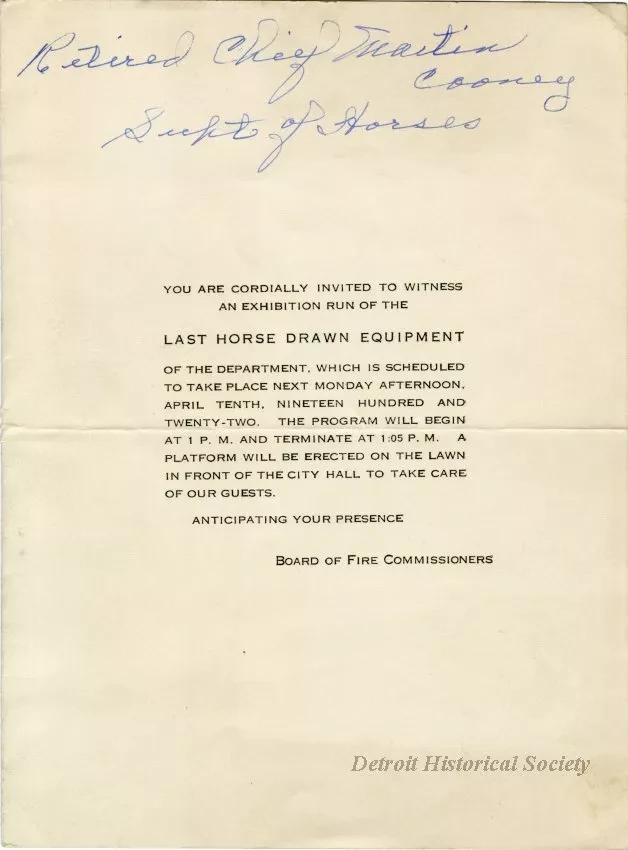 Retired Chief Martin
Cooney
Supt of Horses
YOU ARE CORDIALLY INVITED TO WITNESS
AN EXHIBITION RUN OF THE
LAST HORSE DRAWN EQUIPMENT
OF THE DEPARTMENT, WHICH IS SCHEDULED
TO TAKE PLACE NEXT MONDAY AFTERNOON,
APRIL TENTH, NINETEEN HUNDRED AND
TWENTY-TWO. THE PROGRAM WILL BEGIN
AT 1 P. M. AND TERMINATE AT 1:05 P. M. A
PLATFORM WILL BE ERECTED ON THE LAWN
IN FRONT OF THE CITY HALL TO TAKE CARE
OF OUR GUESTS.
ANTICIPATING YOUR PRESENCE
BOARD OF FIRE COMMISSIONERS
Detroit Historical Society